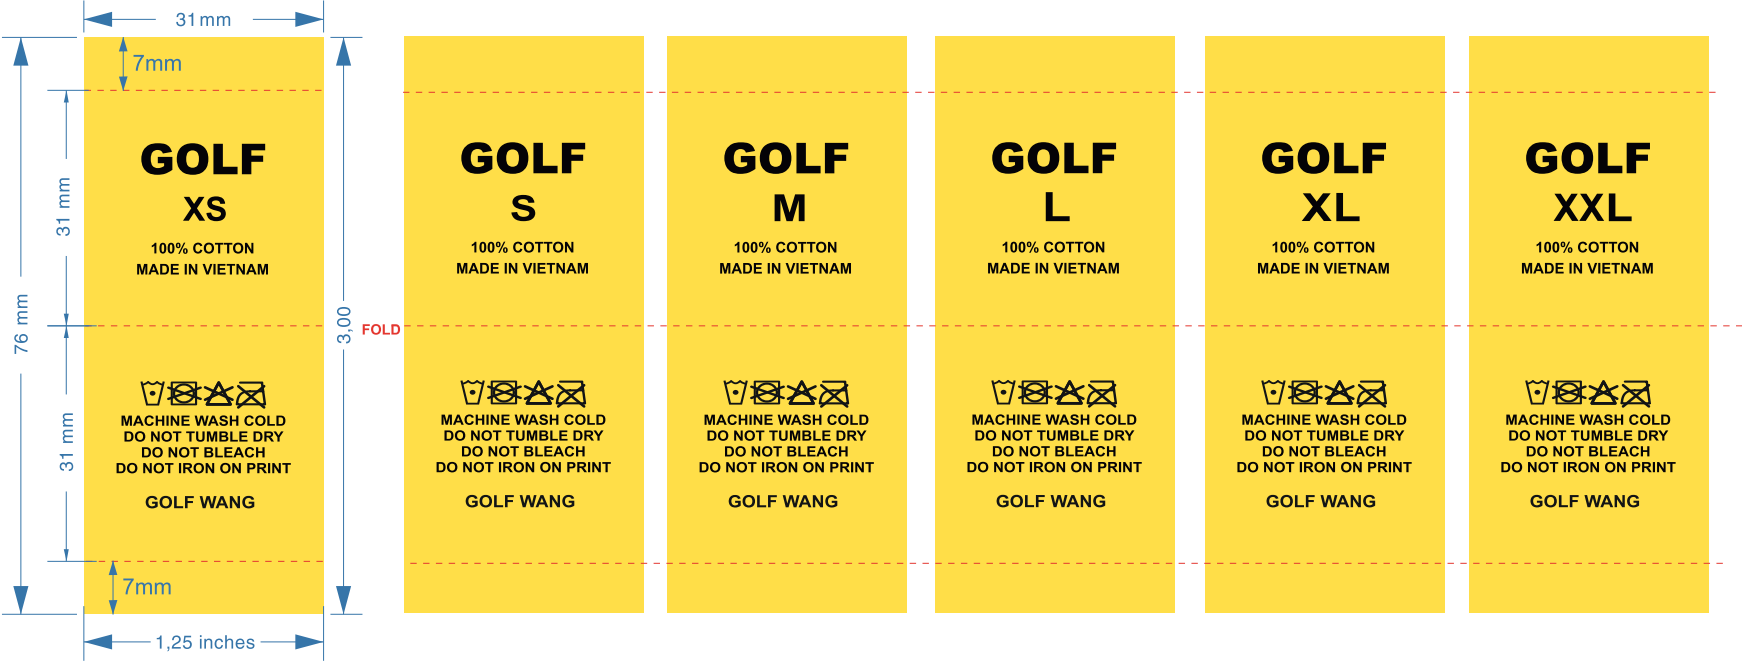 31 mm
7mm
31 mm
76 mm
31 mm
7mm
1,25 inches
3,00
FOLD
GOLF
XS
100% COTTON
MADE IN VIETNAM
MACHINE WASH COLD
DO NOT TUMBLE DRY
DO NOT BLEACH
DO NOT IRON ON PRINT
GOLF WANG
GOLF
S
100% COTTON
MADE IN VIETNAM
MACHINE WASH COLD
DO NOT TUMBLE DRY
DO NOT BLEACH
DO NOT IRON ON PRINT
GOLF WANG
GOLF
M
100% COTTON
MADE IN VIETNAM
MACHINE WASH COLD
DO NOT TUMBLE DRY
DO NOT BLEACH
DO NOT IRON ON PRINT
GOLF WANG
GOLF
L
100% COTTON
MADE IN VIETNAM
MACHINE WASH COLD
DO NOT TUMBLE DRY
DO NOT BLEACH
DO NOT IRON ON PRINT
GOLF WANG
GOLF
XL
100% COTTON
MADE IN VIETNAM
MACHINE WASH COLD
DO NOT TUMBLE DRY
DO NOT BLEACH
DO NOT IRON ON PRINT
GOLF WANG
GOLF
XXL
100% COTTON
MADE IN VIETNAM
MACHINE WASH COLD
DO NOT TUMBLE DRY
DO NOT BLEACH
DO NOT IRON ON PRINT
GOLF WANG